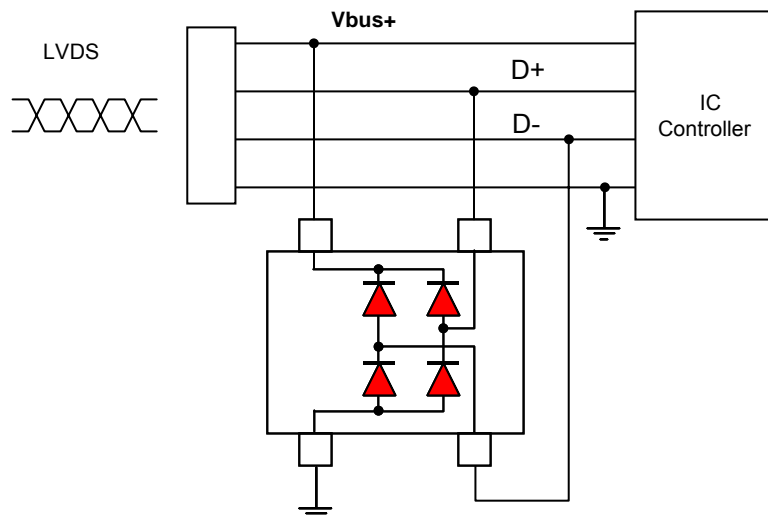 Vbus+
LVDS
D+
D-
IC
Controller